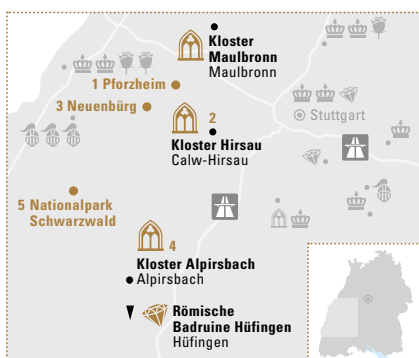 Kloster
Maulbronn
Maulbronn
1 Pforzheim
3 Neuenbürg
2
Kloster Hirsau
Calw-Hirsau
Stuttgart
5 Nationalpark
Schwarzwald
4
Kloster Alpirsbach
Alpirsbach
Römische
Badruine Hüfingen
Hüfingen